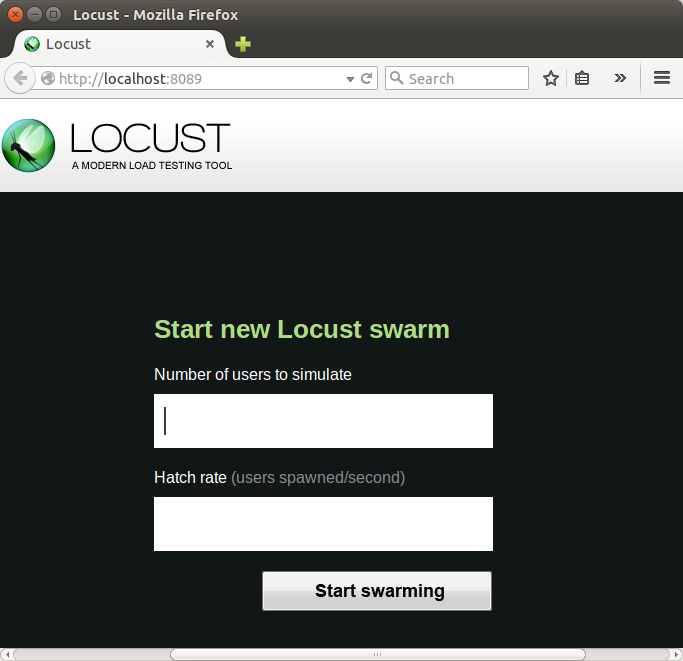 Locust - Mozilla Firefox
Locust
http://localhost:8089
Search
LOCUST
A MODERN LOAD TESTING TOOL
Start new Locust swarm
Number of users to simulate
Hatch rate (users spawned/second)
Start swarming